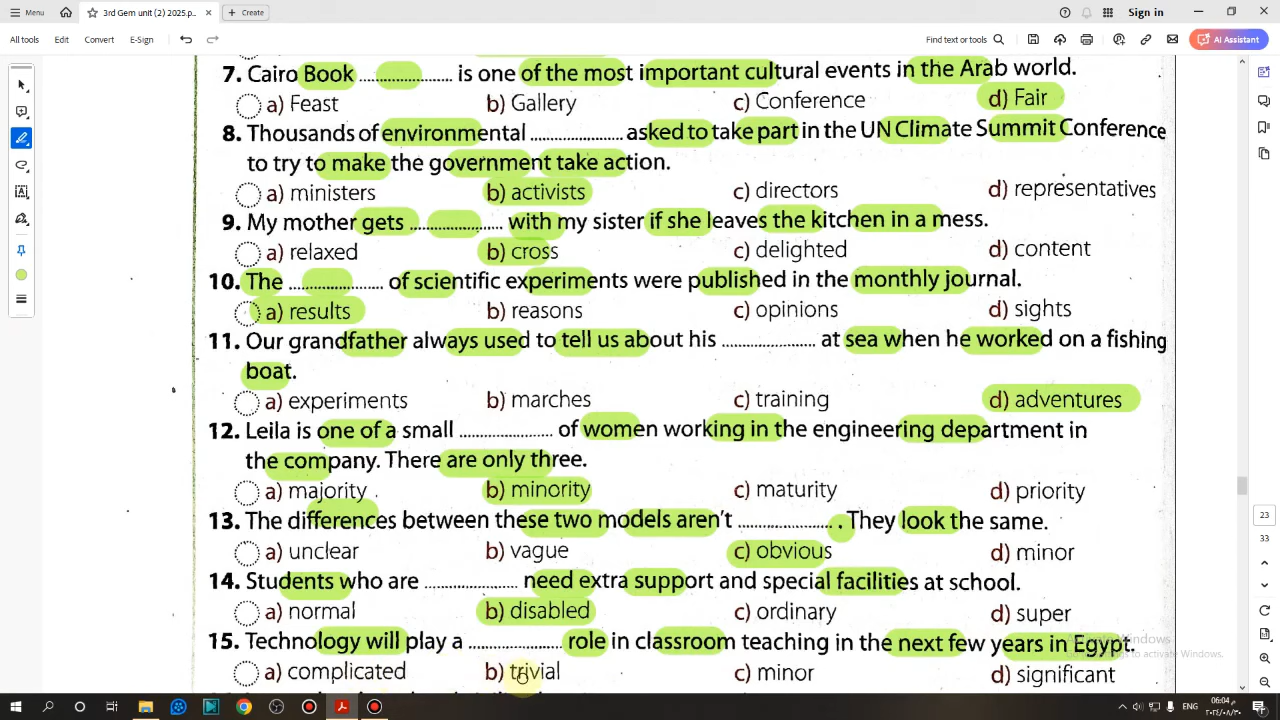 Menu
3rd Gem unit (2) 2025.p...
×
+ Create
Sign in
All tools
Edit
Convert
E-Sign
Find text or tools
AI Assistant
7. Cairo Book ........................ is one of the most important cultural events in the Arab world.
a) Feast b) Gallery c) Conference d) Fair
8. Thousands of environmental ........................ asked to take part in the UN Climate Summit Conference
to try to make the government take action.
a) ministers b) activists c) directors d) representatives
9. My mother gets ........................ with my sister if she leaves the kitchen in a mess.
a) relaxed b) cross c) delighted d) content
10. The ........................ of scientific experiments were published in the monthly journal.
a) results b) reasons c) opinions d) sights
11. Our grandfather always used to tell us about his ........................ at sea when he worked on a fishing
boat.
a) experiments b) marches c) training d) adventures
12. Leila is one of a small ........................ of women working in the engineering department in
the company. There are only three.
a) majority b) minority c) maturity d) priority
13. The differences between these two models aren't ........................ . They look the same.
a) unclear b) vague c) obvious d) minor
14. Students who are ........................ need extra support and special facilities at school.
a) normal b) disabled c) ordinary d) super
15. Technology will play a ........................ role in classroom teaching in the next few years in Egypt.
a) complicated b) trivial c) minor d) significant
Activate Windows
Go to Settings to activate Windows.
23
33
ENG
06:04 م